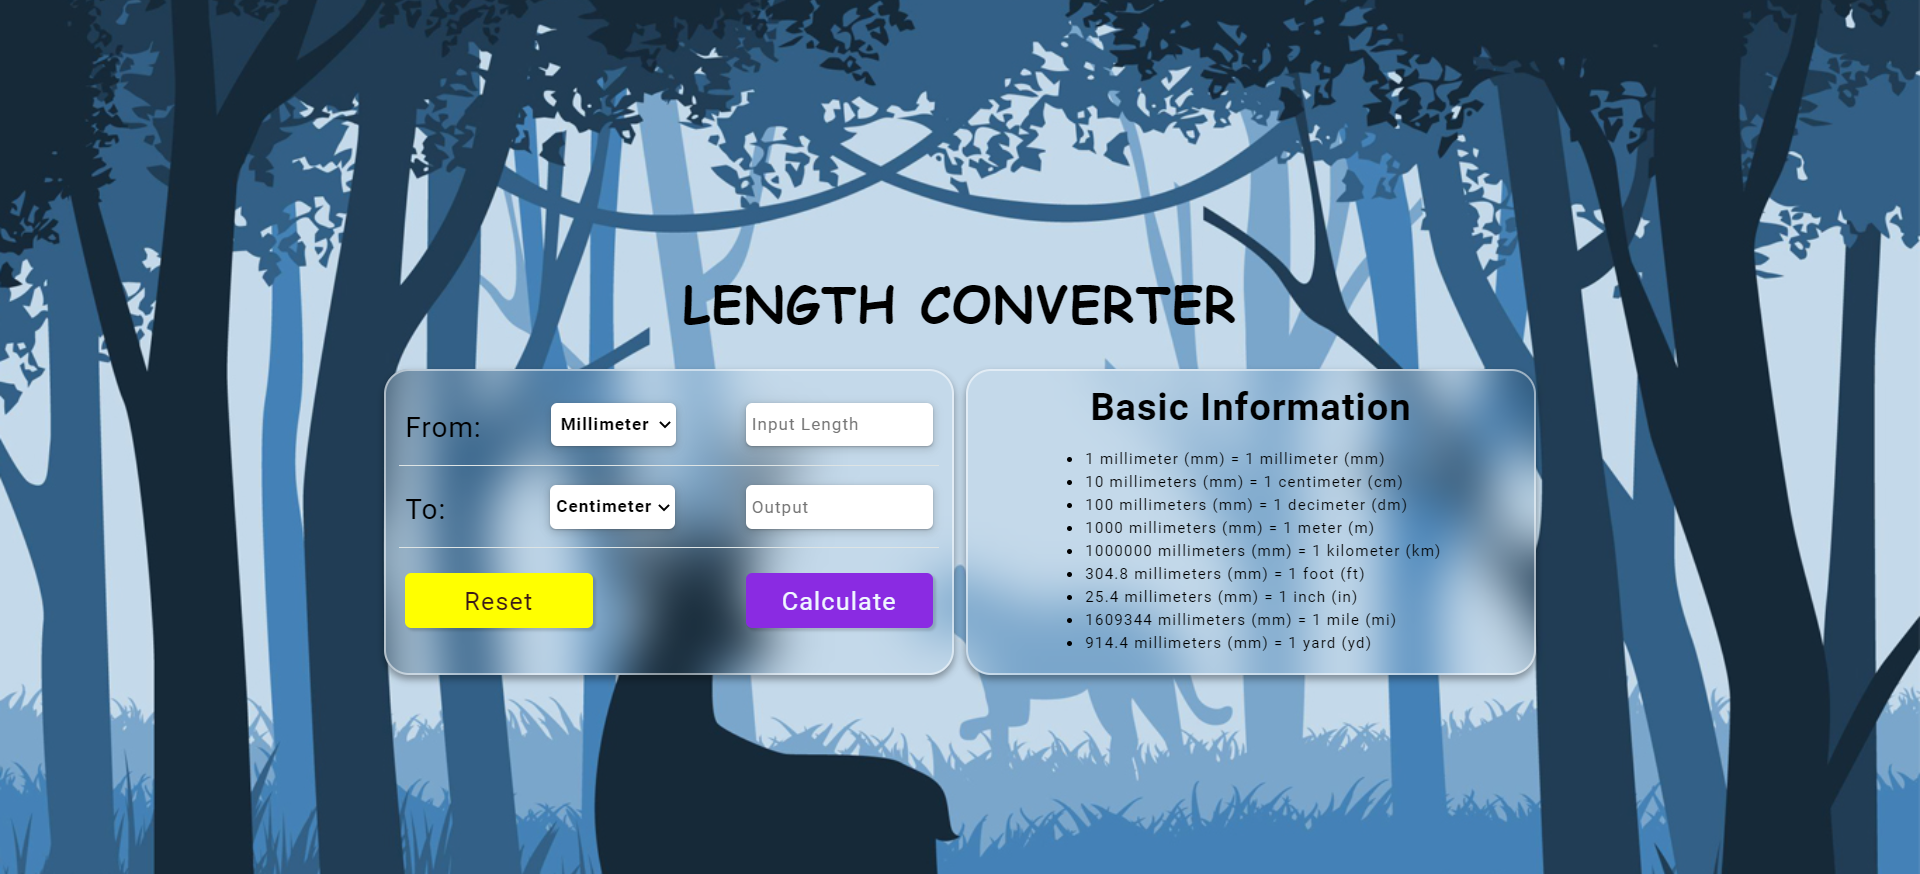 LENGTH CONVERTER
From:
Millimeter
Input Length
To:
Centimeter
Output
Reset
Calculate
Basic Information
1 millimeter (mm) = 1 millimeter (mm)
10 millimeters (mm) = 1 centimeter (cm)
100 millimeters (mm) = 1 decimeter (dm)
1000 millimeters (mm) = 1 meter (m)
1000000 millimeters (mm) = 1 kilometer (km)
304.8 millimeters (mm) = 1 foot (ft)
25.4 millimeters (mm) = 1 inch (in)
1609344 millimeters (mm) = 1 mile (mi)
914.4 millimeters (mm) = 1 yard (yd)